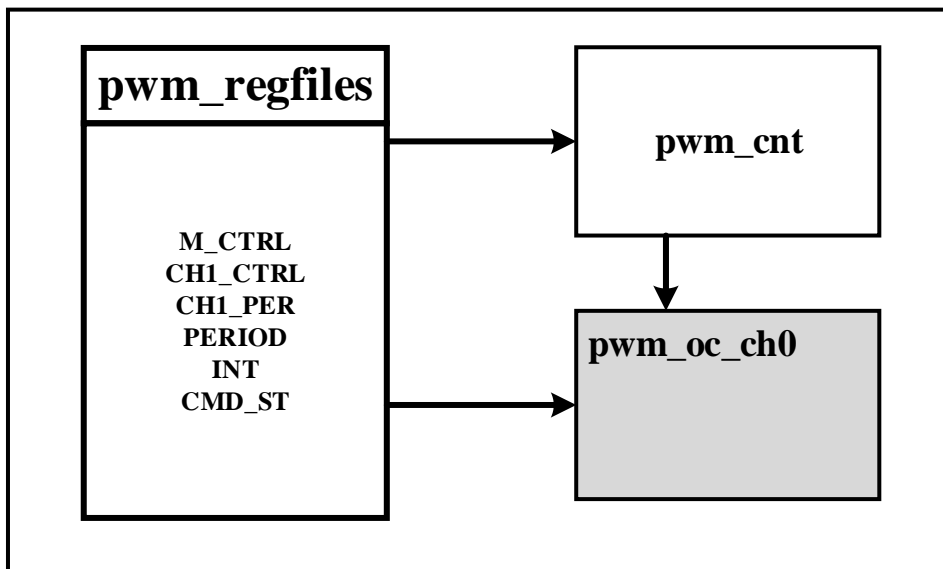 pwm_regfiles
M_CTRL
CH1_CTRL
CH1_PER
PERIOD
INT
CMD_ST
pwm_cnt
pwm_oc_ch0